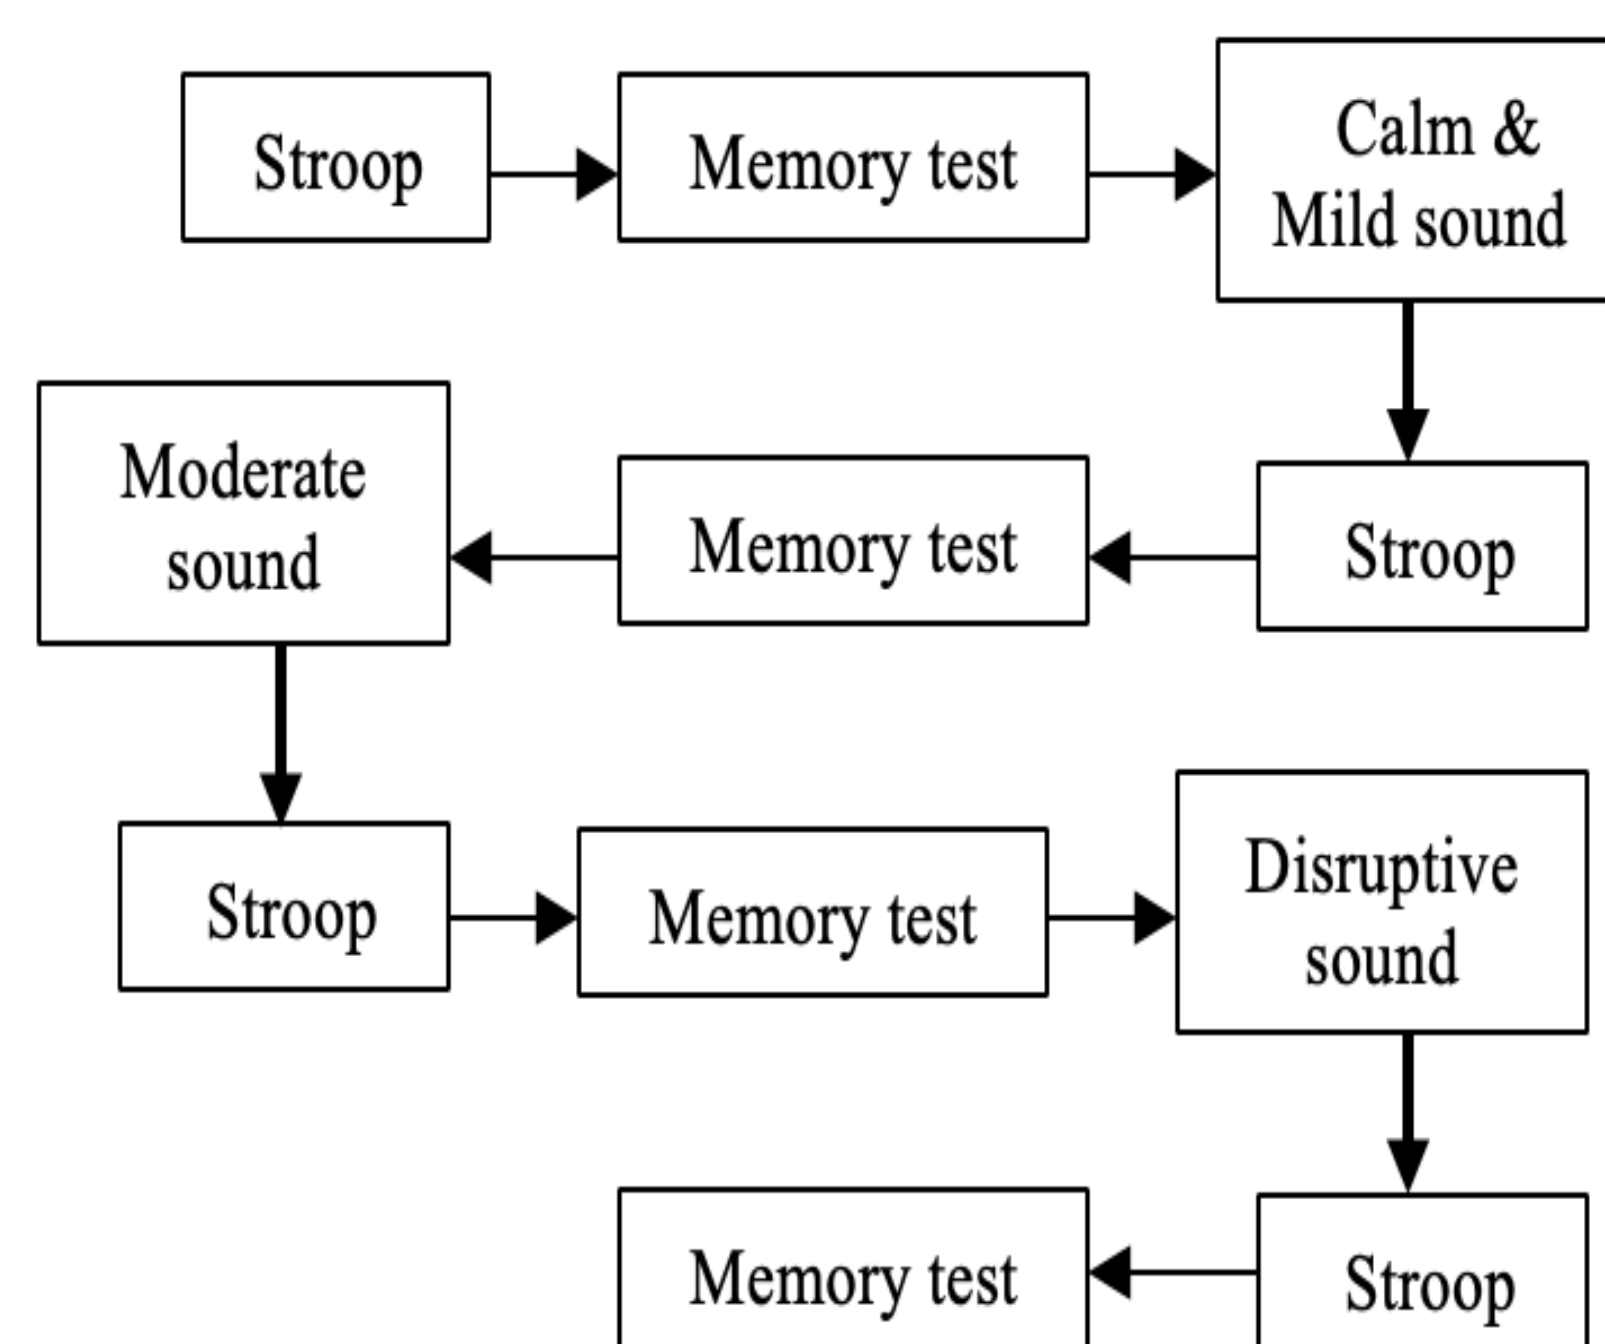 Stroop
Memory test
Calm &
Mild sound
Stroop
Memory test
Moderate
sound
Stroop
Memory test
Disruptive
sound
Stroop
Memory test